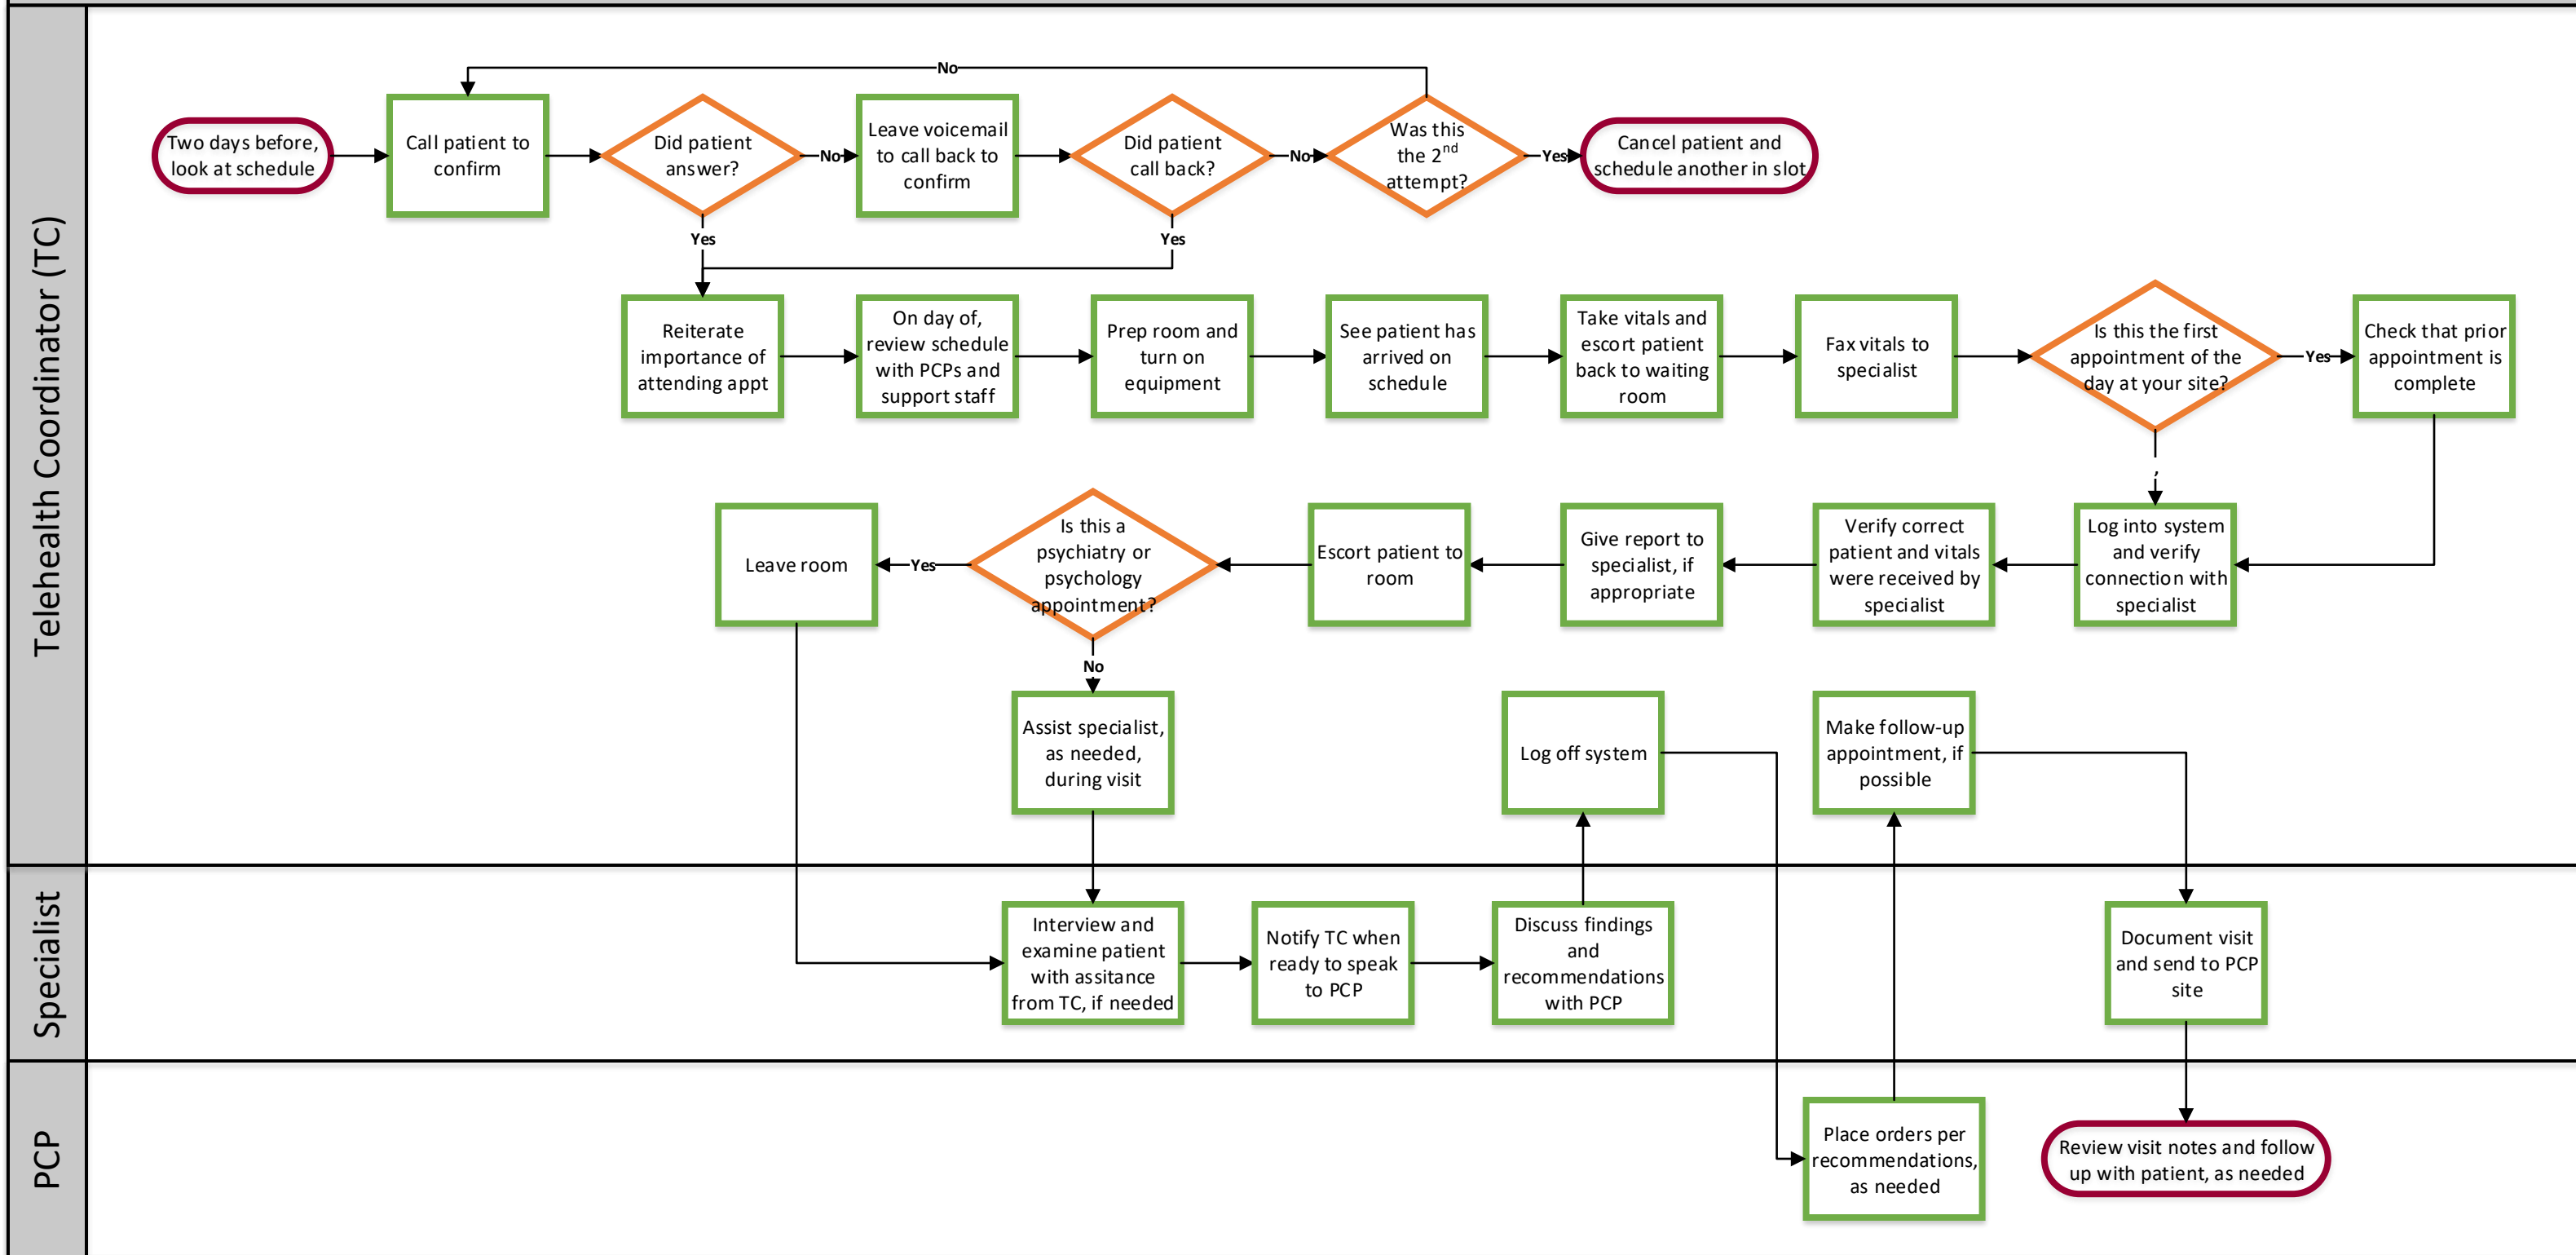 Telehealth Coordinator (TC)
No
Two days before,
look at schedule
Call patient to
confirm
Did patient
answer?
No
Leave voicemail
to call back to
confirm
Did patient
call back?
No
Was this
the 2nd
attempt?
Yes
Cancel patient and
schedule another in slot
Yes
Yes
Reiterate
importance of
attending appt
On day of,
review schedule
with PCPs and
support staff
Prep room and
turn on
equipment
See patient has
arrived on
schedule
Take vitals and
escort patient
back to waiting
room
Fax vitals to
specialist
Is this the first
appointment of the
day at your site?
Yes
Check that prior
appointment is
complete
,
Leave room
Yes
Is this a
psychiatry or
psychology
appointment?
Escort patient to
room
Give report to
specialist, if
appropriate
Verify correct
patient and vitals
were received by
specialist
Log into system
and verify
connection with
specialist
No
Assist specialist,
as needed,
during visit
Log off system
Make follow-up
appointment, if
possible
Specialist
Interview and
examine patient
with assitance
from TC, if needed
Notify TC when
ready to speak
to PCP
Discuss findings
and
recommendations
with PCP
Document visit
and send to PCP
site
PCP
Place orders per
recommendations,
as needed
Review visit notes and follow
up with patient, as needed